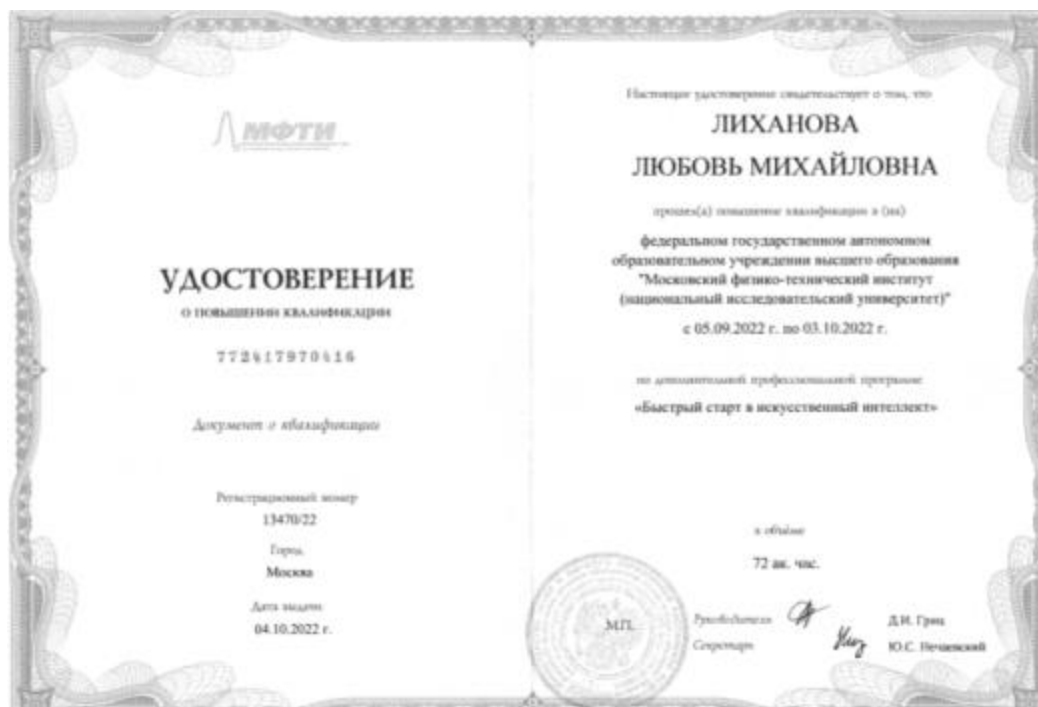 МФТИ
УДОСТОВЕРЕНИЕ
О ПОВЫШЕНИИ КВАЛИФИКАЦИИ
772417970416
Документ о квалификации
Регистрационный номер
13470/22
Город
Москва
Дата выдачи
04.10.2022 г.
Настоящее удостоверение свидетельствует о том, что
ЛИХАНОВА
ЛЮБОВЬ МИХАЙЛОВНА
прошел(а) повышение квалификации в (на)
федеральном государственном автономном
образовательном учреждении высшего образования
"Московский физико-технический институт
(национальный исследовательский университет)"
с 05.09.2022 г. по 03.10.2022 г.
по дополнительной профессиональной программе
«Быстрый старт в искусственный интеллект»
в объёме
72 ак. час.
М.П.
Руководитель Д.И. Гриц
Секретарь Ю.С. Нечаевский